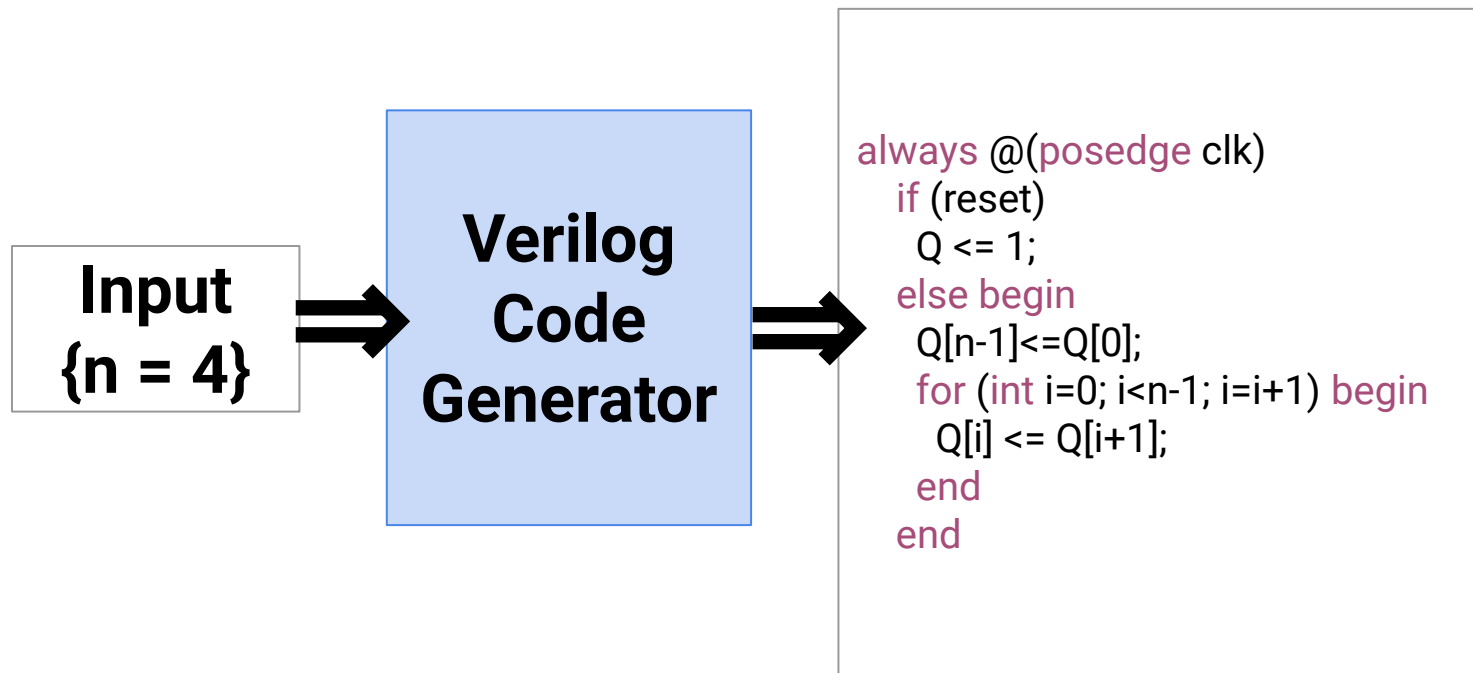 Input
{n = 4}
Verilog
Code
Generator
always @(posedge clk)
if (reset)
Q <= 1;
else begin
Q[n-1]<=Q[0];
for (int i=0; i<n-1; i=i+1) begin
Q[i] <= Q[i+1];
end
end